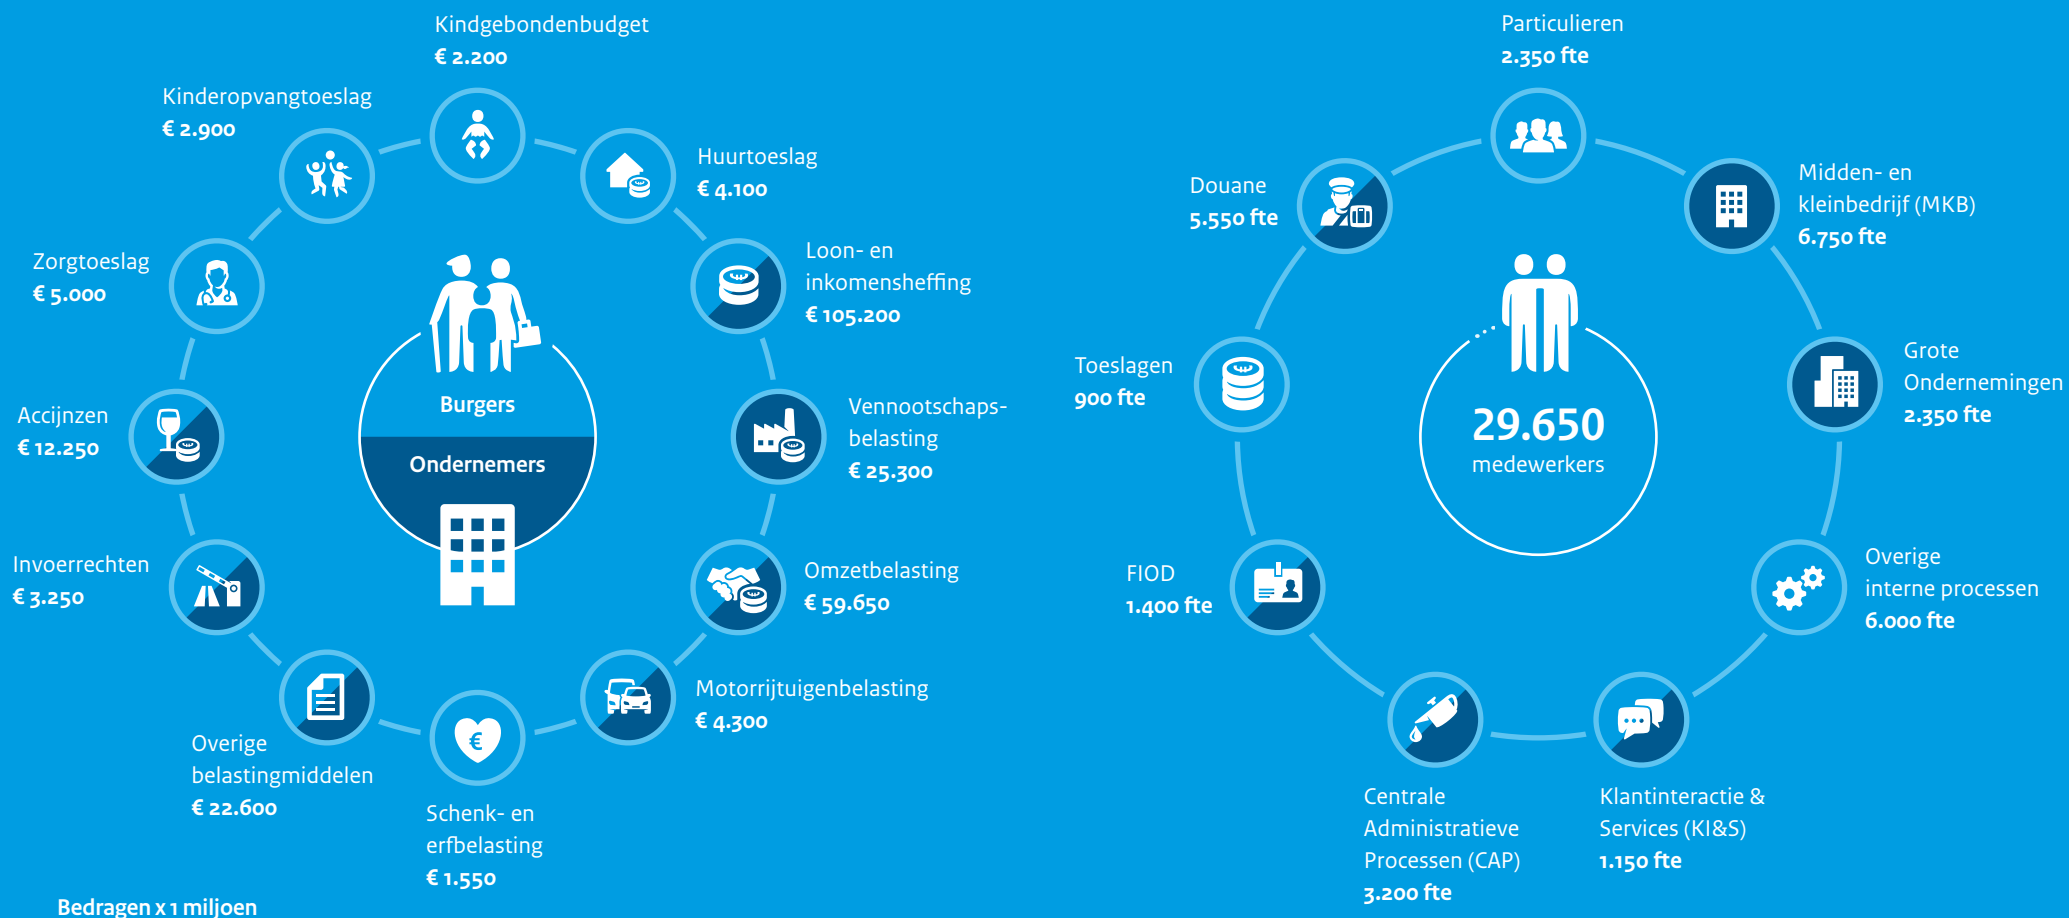 Kindgebondenbudget
€ 2.200
Kinderopvangtoeslag
€ 2.900
Huurtoeslag
€ 4.100
Zorgtoeslag
€ 5.000
Loon- en
inkomensheffing
€ 105.200
Accijnzen
€ 12.250
Burgers
Ondernemers
Vennootschaps-
belasting
€ 25.300
Invoerrechten
€ 3.250
Omzetbelasting
€ 59.650
Overige
belastingmiddelen
€ 22.600
Motorrijtuigenbelasting
€ 4.300
€
Schenk- en
erfbelasting
€ 1.550
Bedragen x 1 miljoen
Particulieren
2.350 fte
Douane
5.550 fte
Midden- en
kleinbedrijf (MKB)
6.750 fte
Toeslagen
900 fte
29.650
medewerkers
Grote
Ondernemingen
2.350 fte
FIOD
1.400 fte
Overige
interne processen
6.000 fte
Centrale
Administratieve
Processen (CAP)
3.200 fte
Klantinteractie &
Services (KI&S)
1.150 fte